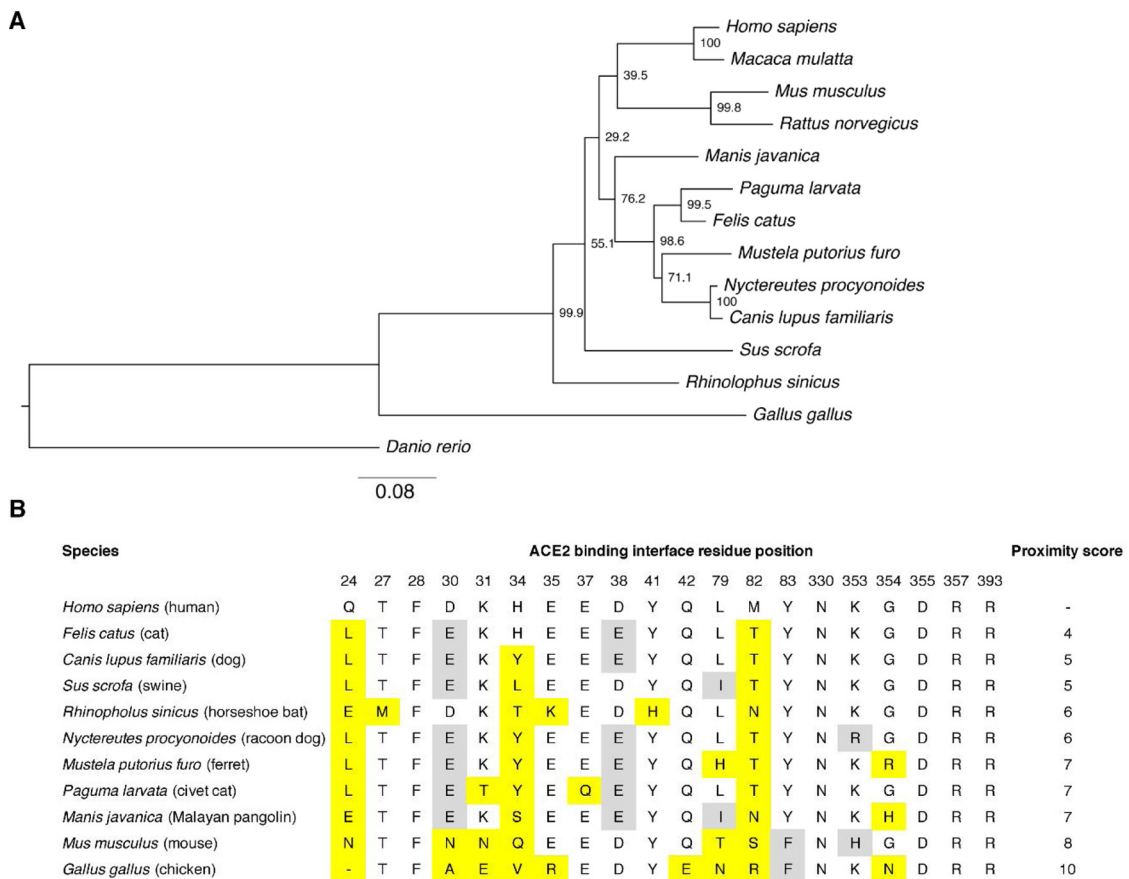 A
Homo sapiens
100
Macaca mulatta
39.5
Mus musculus
99.8
Rattus norvegicus
29.2
Manis javanica
76.2
Paguma larvata
99.5
Felis catus
98.6
55.1
Mustela putorius furo
71.1
Nyctereutes procyonoides
100
Canis lupus familiaris
99.9
Sus scrofa
Rhinolophus sinicus
Gallus gallus
Danio rerio
0.08
B
Species ACE2 binding interface residue position Proximity score
24 27 28 30 31 34 35 37 38 41 42 79 82 83 330 353 354 355 357 393
Homo sapiens (human) Q T F D K H E E D Y Q L M Y N K G D R R -
Felis catus (cat) L T F E K H E E E Y Q L T Y N K G D R R 4
Canis lupus familiaris (dog) L T F E K Y E E E Y Q L T Y N K G D R R 5
Sus scrofa (swine) L T F E K L E E D Y Q I T Y N K G D R R 5
Rhinopholus sinicus (horseshoe bat) E M F D K T K E D H Q L N Y N K G D R R 6
Nyctereutes procyonoides (racoon dog) L T F E K Y E E E Y Q L T Y N R G D R R 6
Mustela putorius furo (ferret) L T F E K Y E E E Y Q H T Y N K R D R R 7
Paguma larvata (civet cat) L T F E T Y E Q E Y Q L T Y N K G D R R 7
Manis javanica (Malayan pangolin) E T F E K S E E E Y Q I N Y N K H D R R 7
Mus musculus (mouse) N T F N N Q E E D Y Q T S F N H G D R R 8
Gallus gallus (chicken) - T F A E V R E D Y E N R F N K N D R R 10